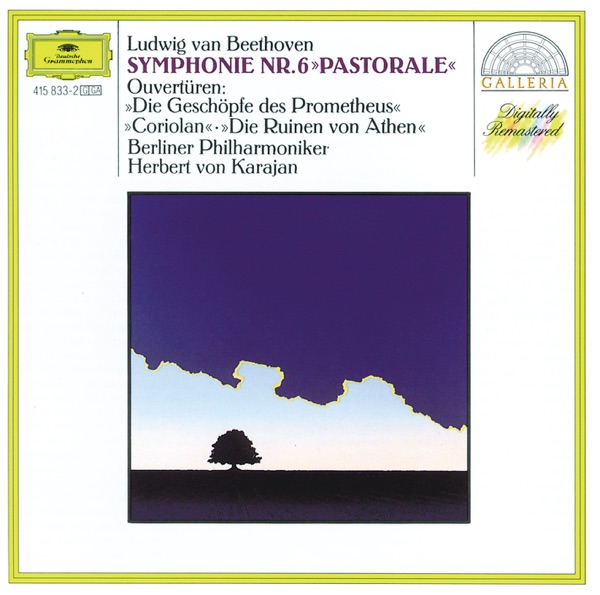 Deutsche
Grammophon
415 833-2 G GA
Ludwig van Beethoven
SYMPHONIE NR.6 »PASTORALE«
Ouvertüren:
»Die Geschöpfe des Prometheus«
»Coriolan«·»Die Ruinen von Athen«
Berliner Philharmoniker
Herbert von Karajan
GALLERIA
Digitally
Remastered